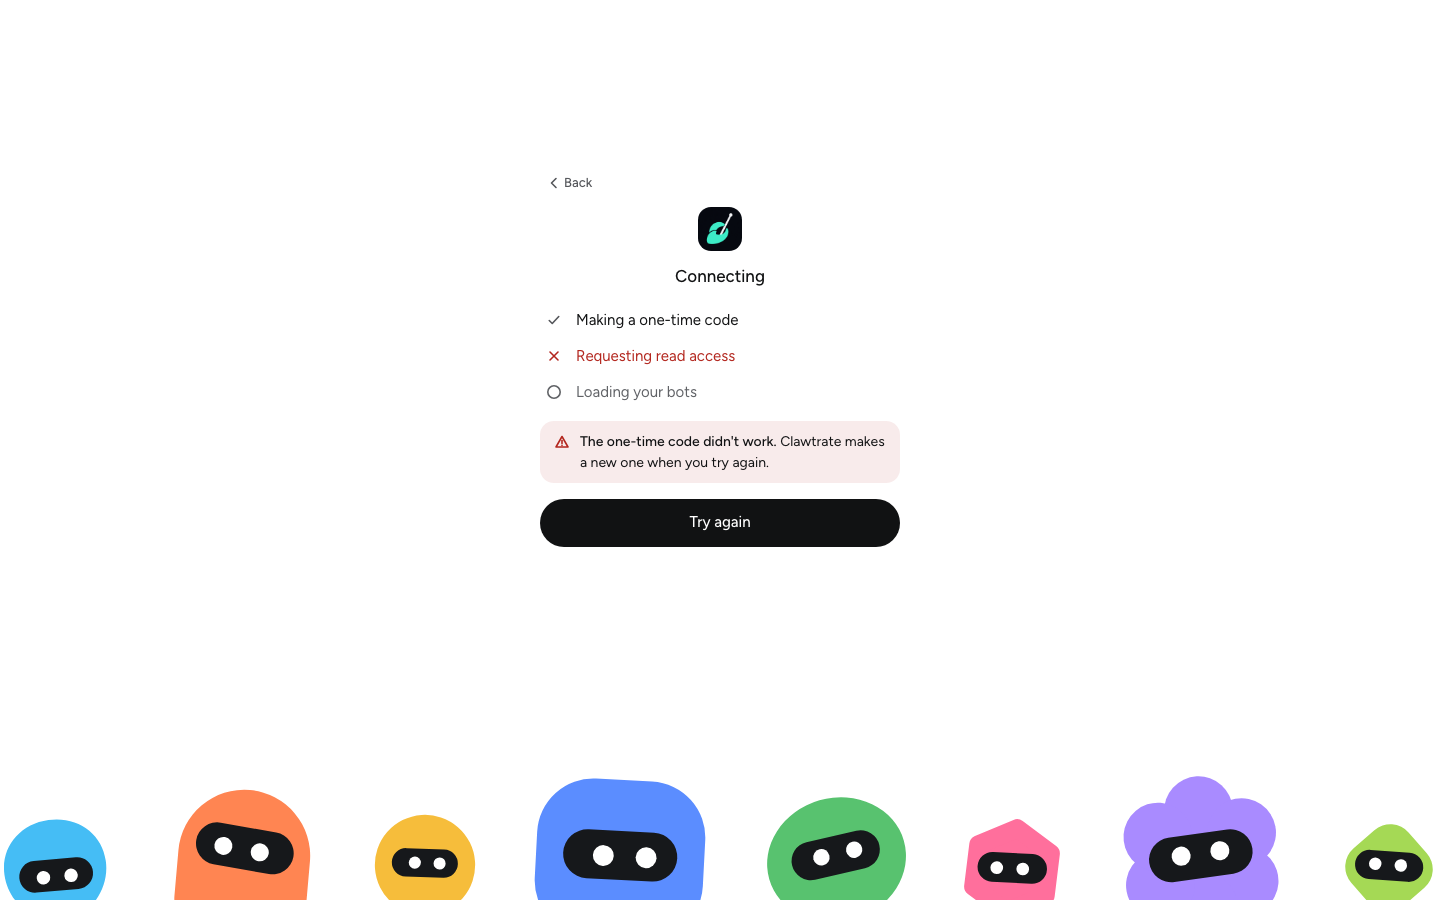 Back
Connecting
Making a one-time code
Requesting read access
Loading your bots
The one-time code didn't work. Clawtrate makes
a new one when you try again.
Try again